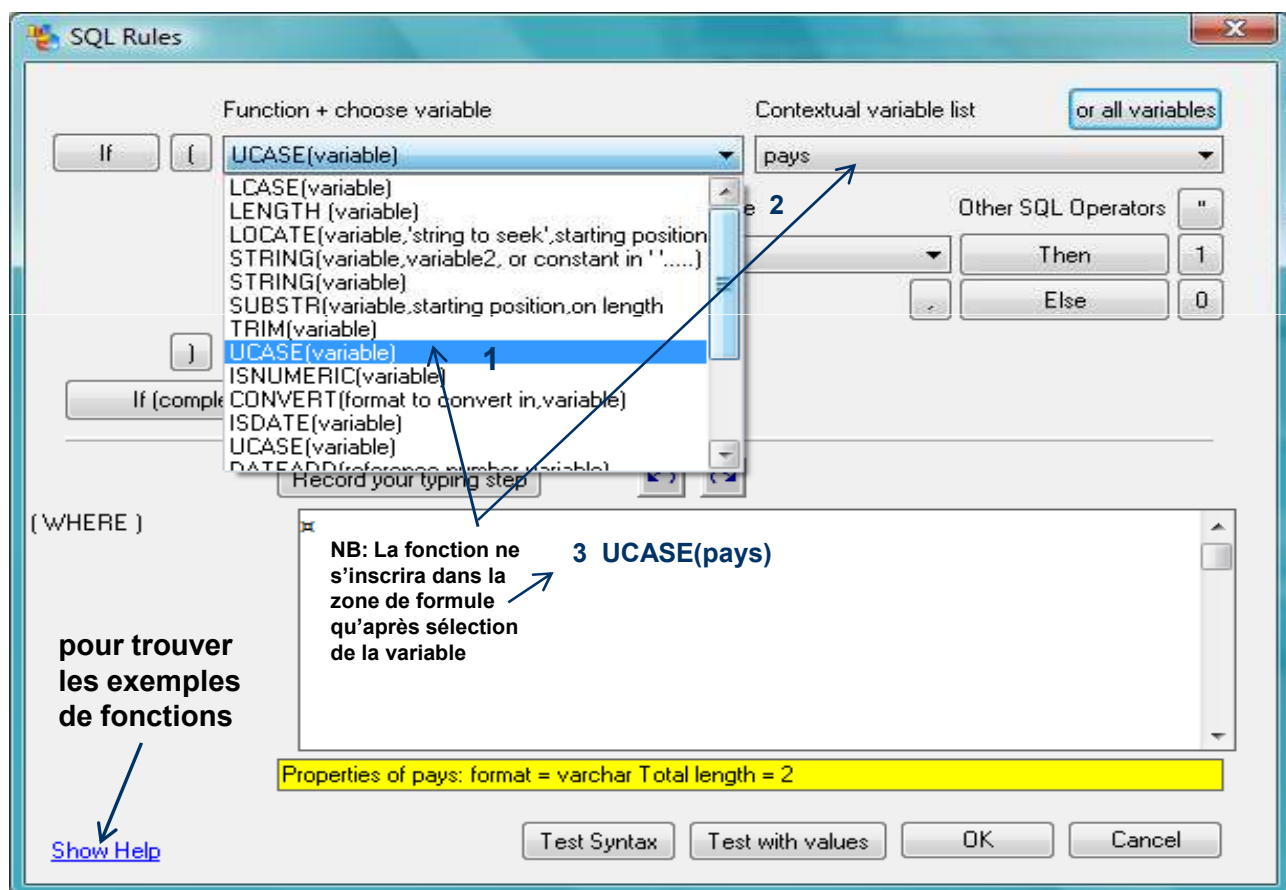 SQL Rules
X
Function + choose variable
Contextual variable list
or all variables
If
(
UCASE(variable)
pays
LCASE(variable)
LENGTH (variable)
LOCATE(variable,'string to seek',starting position
STRING(variable,variable2, or constant in ' '.....)
STRING(variable)
SUBSTR(variable,starting position,on length
TRIM(variable)
UCASE(variable)
ISNUMERIC(variable)
CONVERT(format to convert in,variable)
ISDATE(variable)
UCASE(variable)
DATEADD(reference,number,variable)
1
e
2
Other SQL Operators
"
Then
1
,
Else
0
)
If (comple
Record your typing step
(WHERE )
¤
NB: La fonction ne
s’inscrira dans la
zone de formule
qu’après sélection
de la variable
3 UCASE(pays)
pour trouver
les exemples
de fonctions
Properties of pays: format = varchar Total length = 2
Show Help
Test Syntax
Test with values
OK
Cancel